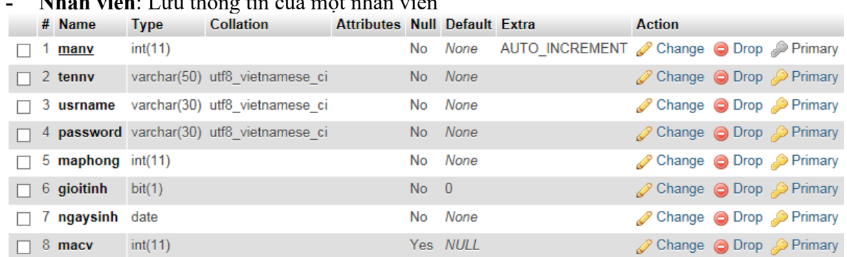 - Nhân viên: Lưu thông tin của một nhân viên
# Name Type Collation Attributes Null Default Extra Action
1 manv int(11) No None AUTO_INCREMENT Change Drop Primary
2 tennv varchar(50) utf8_vietnamese_ci No None Change Drop Primary
3 usrname varchar(30) utf8_vietnamese_ci No None Change Drop Primary
4 password varchar(30) utf8_vietnamese_ci No None Change Drop Primary
5 maphong int(11) No None Change Drop Primary
6 gioitinh bit(1) No 0 Change Drop Primary
7 ngaysinh date No None Change Drop Primary
8 macv int(11) Yes NULL Change Drop Primary